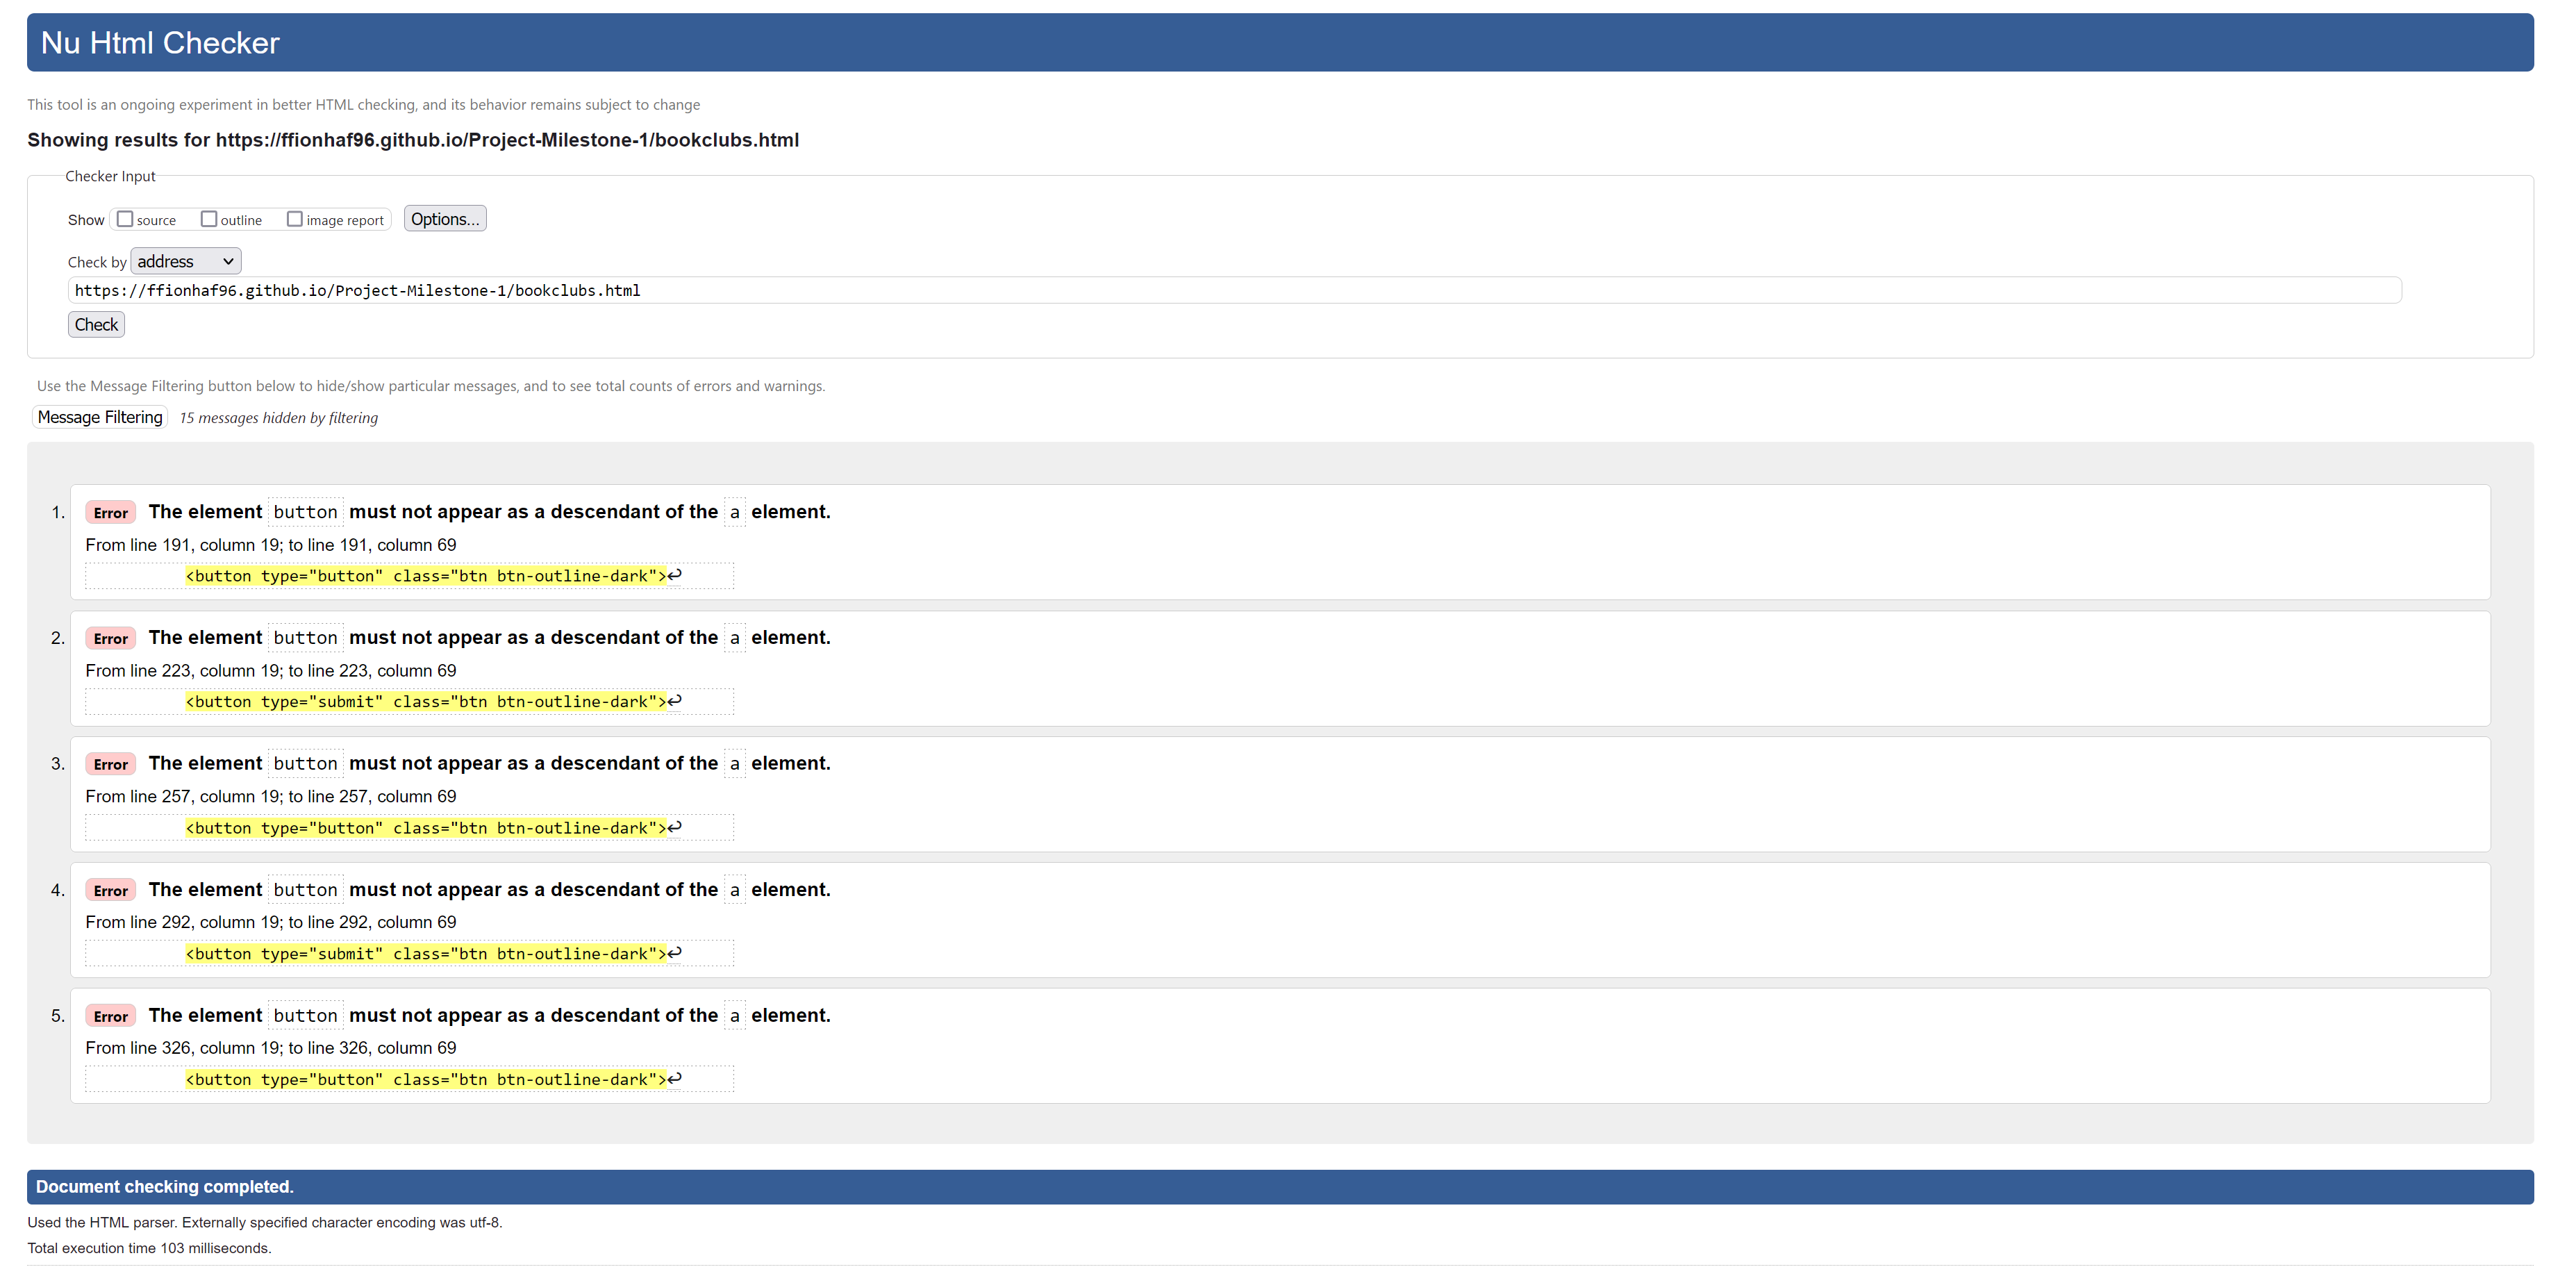 Nu Html Checker
This tool is an ongoing experiment in better HTML checking, and its behavior remains subject to change
Showing results for https://ffionhaf96.github.io/Project-Milestone-1/bookclubs.html
Checker Input
Show source outline image report Options...
Check by address
https://ffionhaf96.github.io/Project-Milestone-1/bookclubs.html
Check
Use the Message Filtering button below to hide/show particular messages, and to see total counts of errors and warnings.
Message Filtering 15 messages hidden by filtering
1. Error The element button must not appear as a descendant of the a element.
From line 191, column 19; to line 191, column 69
<button type="button" class="btn btn-outline-dark">↩
2. Error The element button must not appear as a descendant of the a element.
From line 223, column 19; to line 223, column 69
<button type="submit" class="btn btn-outline-dark">↩
3. Error The element button must not appear as a descendant of the a element.
From line 257, column 19; to line 257, column 69
<button type="button" class="btn btn-outline-dark">↩
4. Error The element button must not appear as a descendant of the a element.
From line 292, column 19; to line 292, column 69
<button type="submit" class="btn btn-outline-dark">↩
5. Error The element button must not appear as a descendant of the a element.
From line 326, column 19; to line 326, column 69
<button type="button" class="btn btn-outline-dark">↩
Document checking completed.
Used the HTML parser. Externally specified character encoding was utf-8.
Total execution time 103 milliseconds.